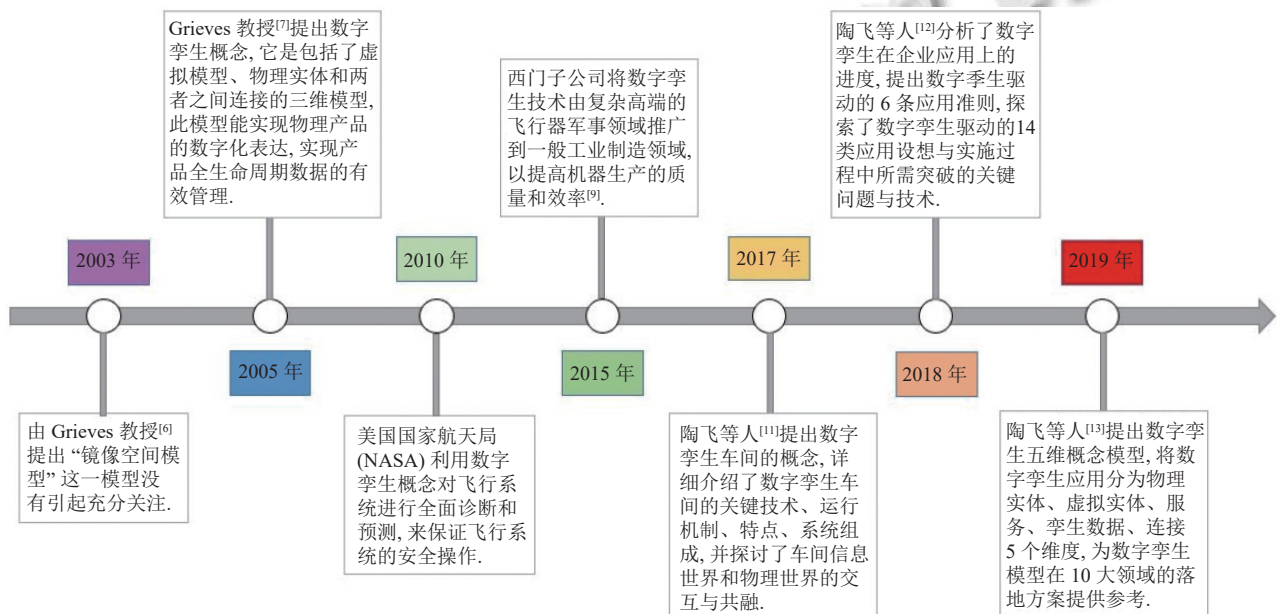 Grieves 教授[7]提出数字
孪生概念, 它是包括了虚
拟模型、物理实体和两
者之间连接的三维模型,
此模型能实现物理产品
的数字化表达, 实现产
品全生命周期数据的有
效管理.
西门子公司将数字孪
生技术由复杂高端的
飞行器军事领域推广
到一般工业制造领域,
以提高机器生产的质
量和效率[9].
陶飞等人[12]分析了数字
孪生在企业应用上的
进度, 提出数字季生驱
动的 6 条应用准则, 探
索了数字孪生驱动的14
类应用设想与实施过
程中所需突破的关键
问题与技术.
2003 年
2010 年
2017 年
2019 年
2005 年
2015 年
2018 年
由 Grieves 教授[6]
提出 “镜像空间模
型” 这一模型没
有引起充分关注.
美国国家航天局
(NASA) 利用数字
孪生概念对飞行系
统进行全面诊断和
预测, 来保证飞行系
统的安全操作.
陶飞等人[11]提出数字
孪生车间的概念, 详
细介绍了数字孪生车
间的关键技术、运行
机制、特点、系统组
成, 并探讨了车间信息
世界和物理世界的交
互与共融.
陶飞等人[13]提出数字孪
生五维概念模型, 将数
字孪生应用分为物理
实体、虚拟实体、服
务、孪生数据、连接
5 个维度, 为数字孪生
模型在 10 大领域的落
地方案提供参考.